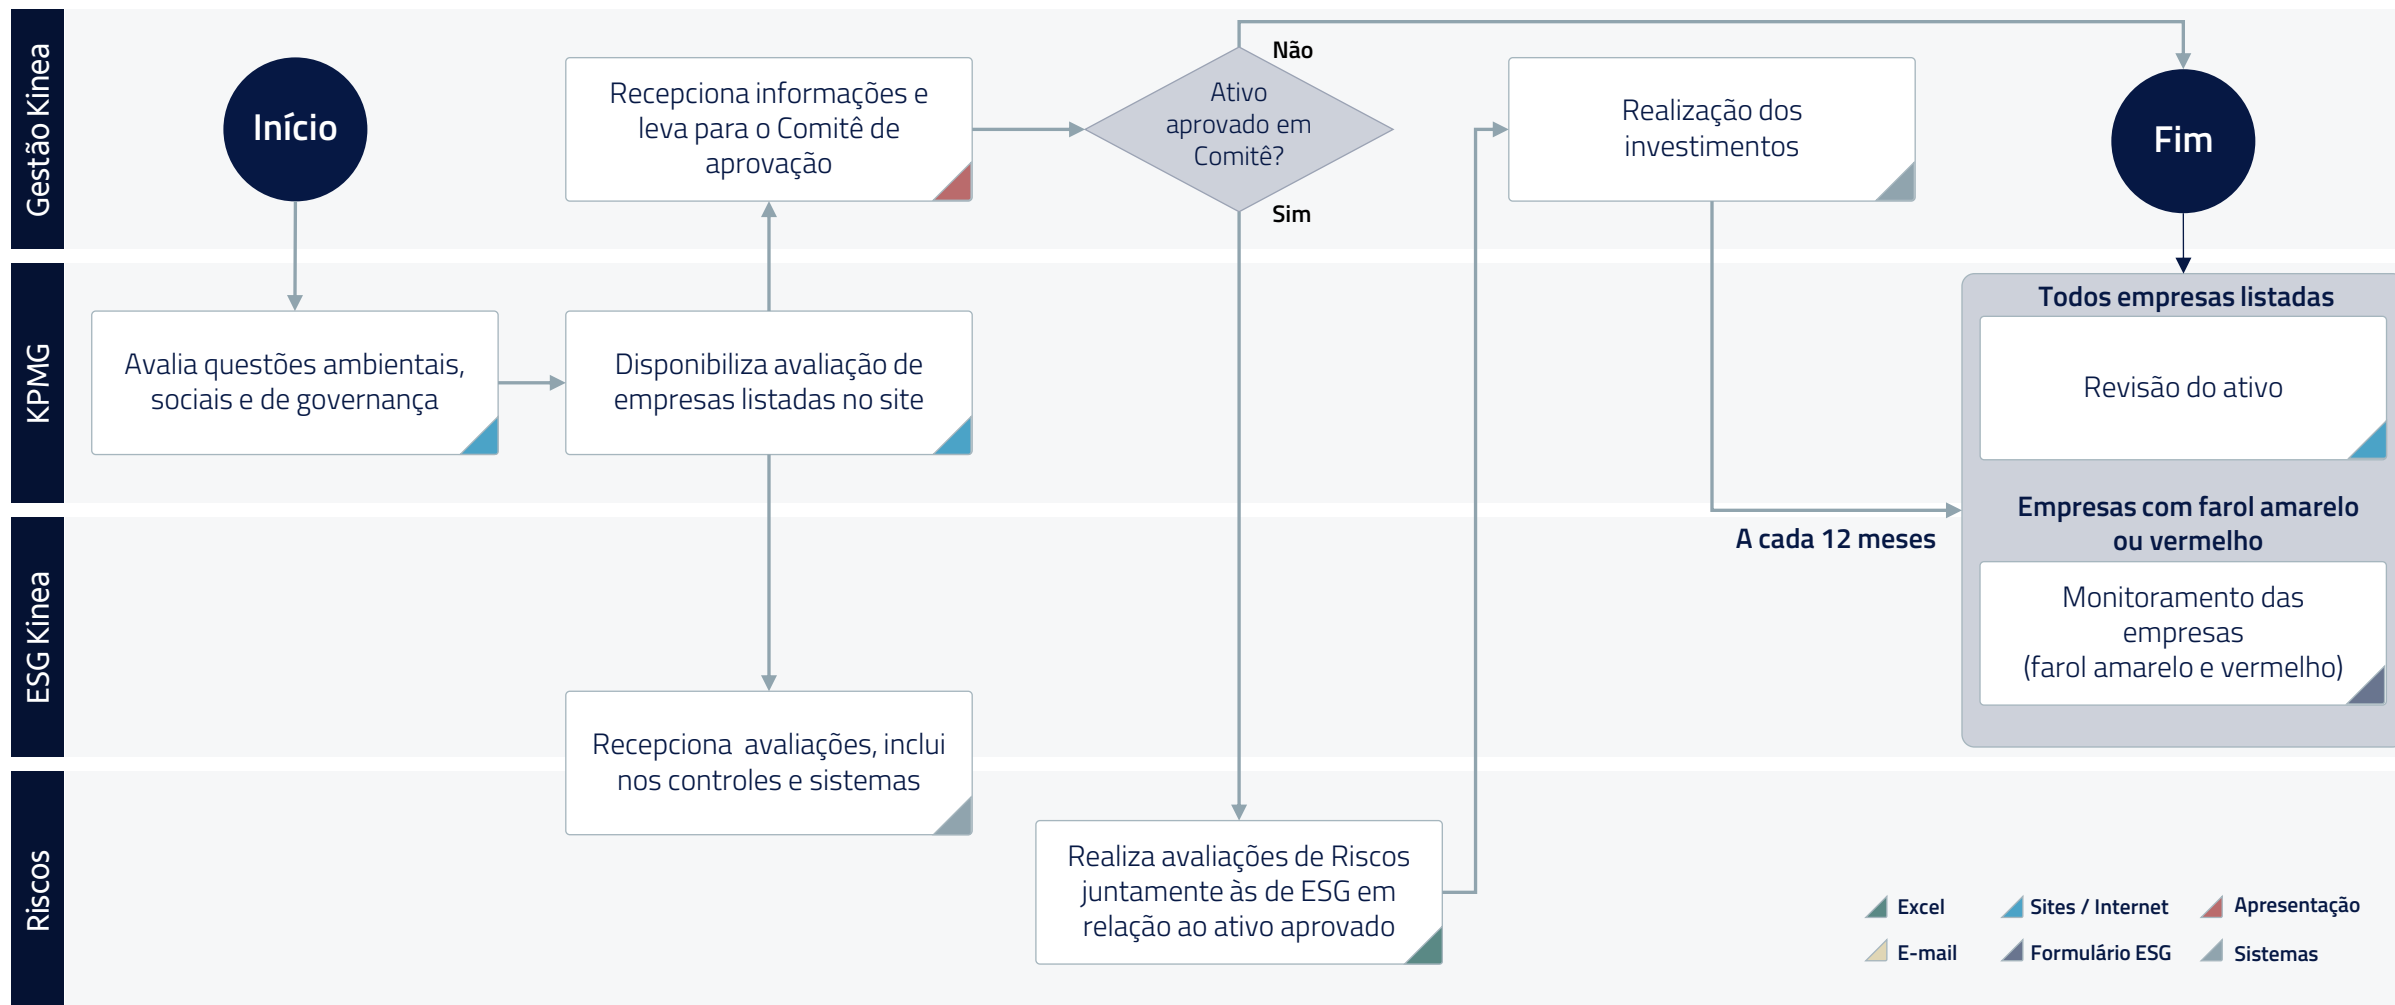 Gestão Kinea
Início
Recepciona informações e
leva para o Comitê de
aprovação
Não
Ativo
aprovado em
Comitê?
Sim
Realização dos
investimentos
Fim
KPMG
Avalia questões ambientais,
sociais e de governança
Disponibiliza avaliação de
empresas listadas no site
Todos empresas listadas
Revisão do ativo
A cada 12 meses
Empresas com farol amarelo
ou vermelho
Monitoramento das
empresas
(farol amarelo e vermelho)
ESG Kinea
Recepciona avaliações, inclui
nos controles e sistemas
Riscos
Realiza avaliações de Riscos
juntamente às de ESG em
relação ao ativo aprovado
Excel
Sites / Internet
Apresentação
E-mail
Formulário ESG
Sistemas